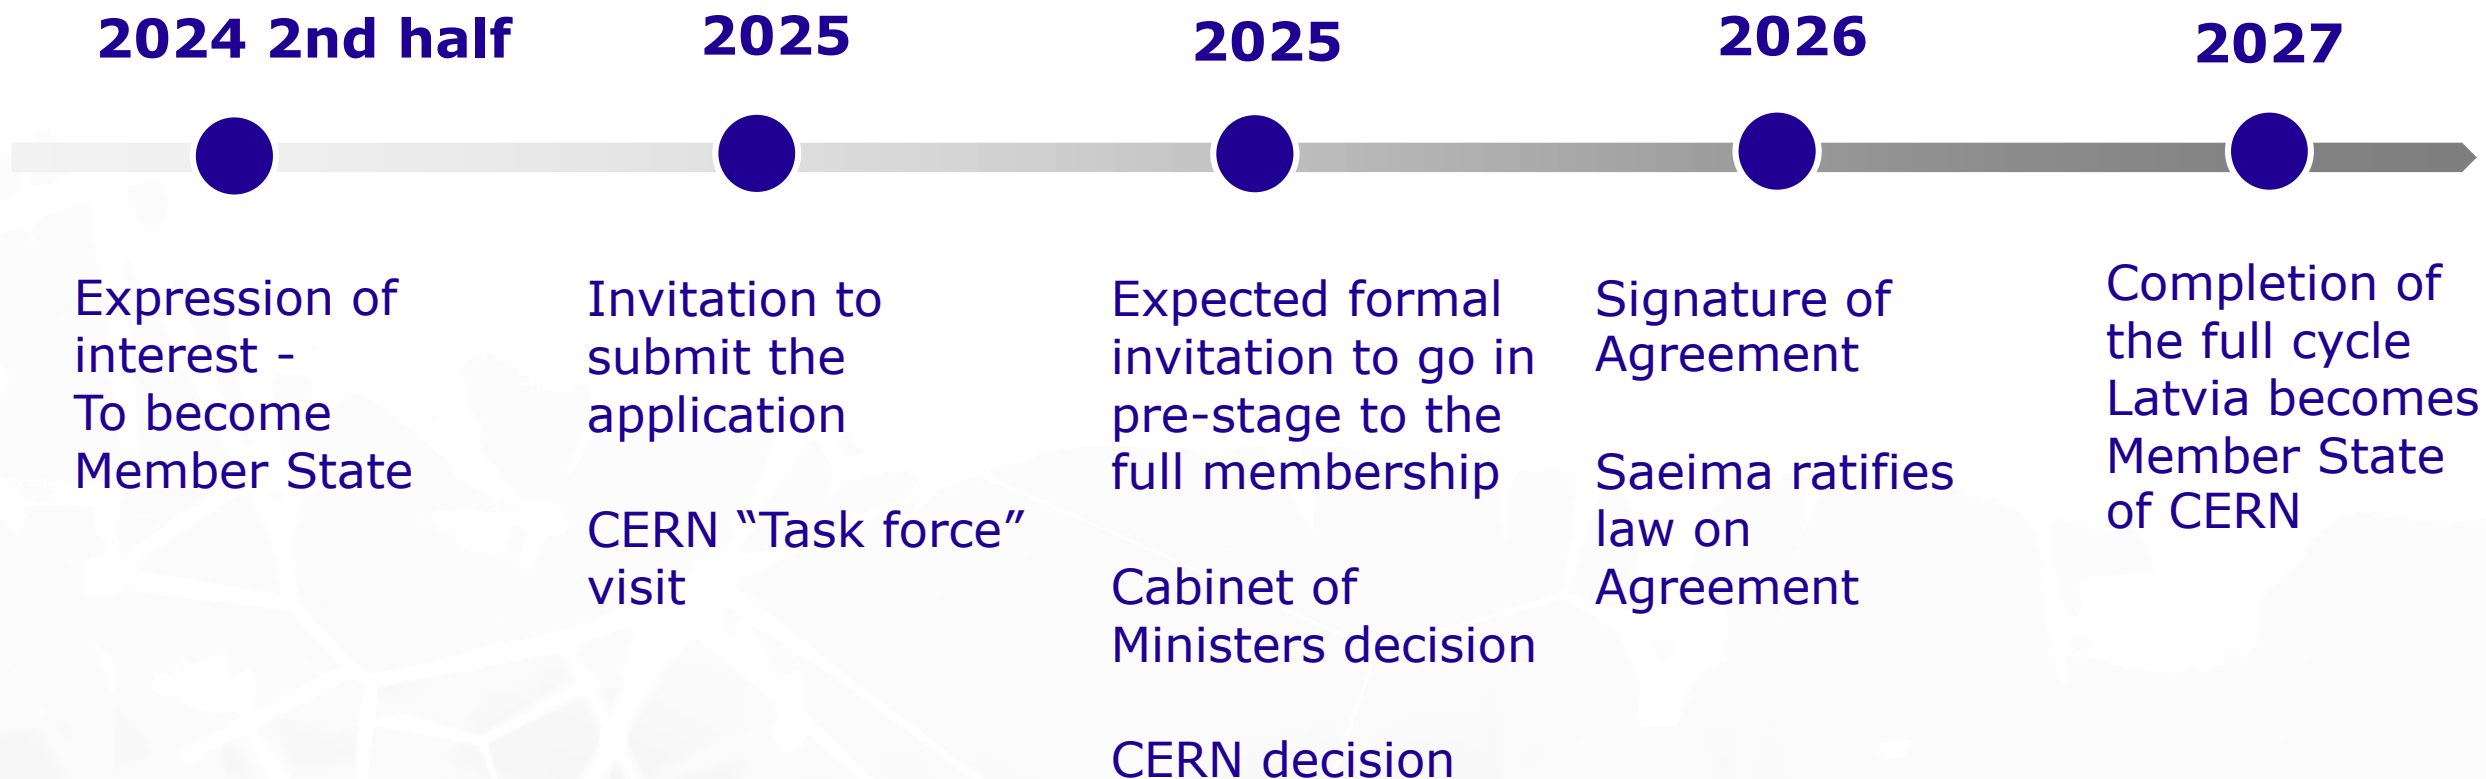 2024 2nd half
Expression of
interest -
To become
Member State
2025
Invitation to
submit the
application
CERN “Task force”
visit
2025
Expected formal
invitation to go in
pre-stage to the
full membership
Cabinet of
Ministers decision
CERN decision
2026
Signature of
Agreement
Saeima ratifies
law on
Agreement
2027
Completion of
the full cycle
Latvia becomes
Member State
of CERN